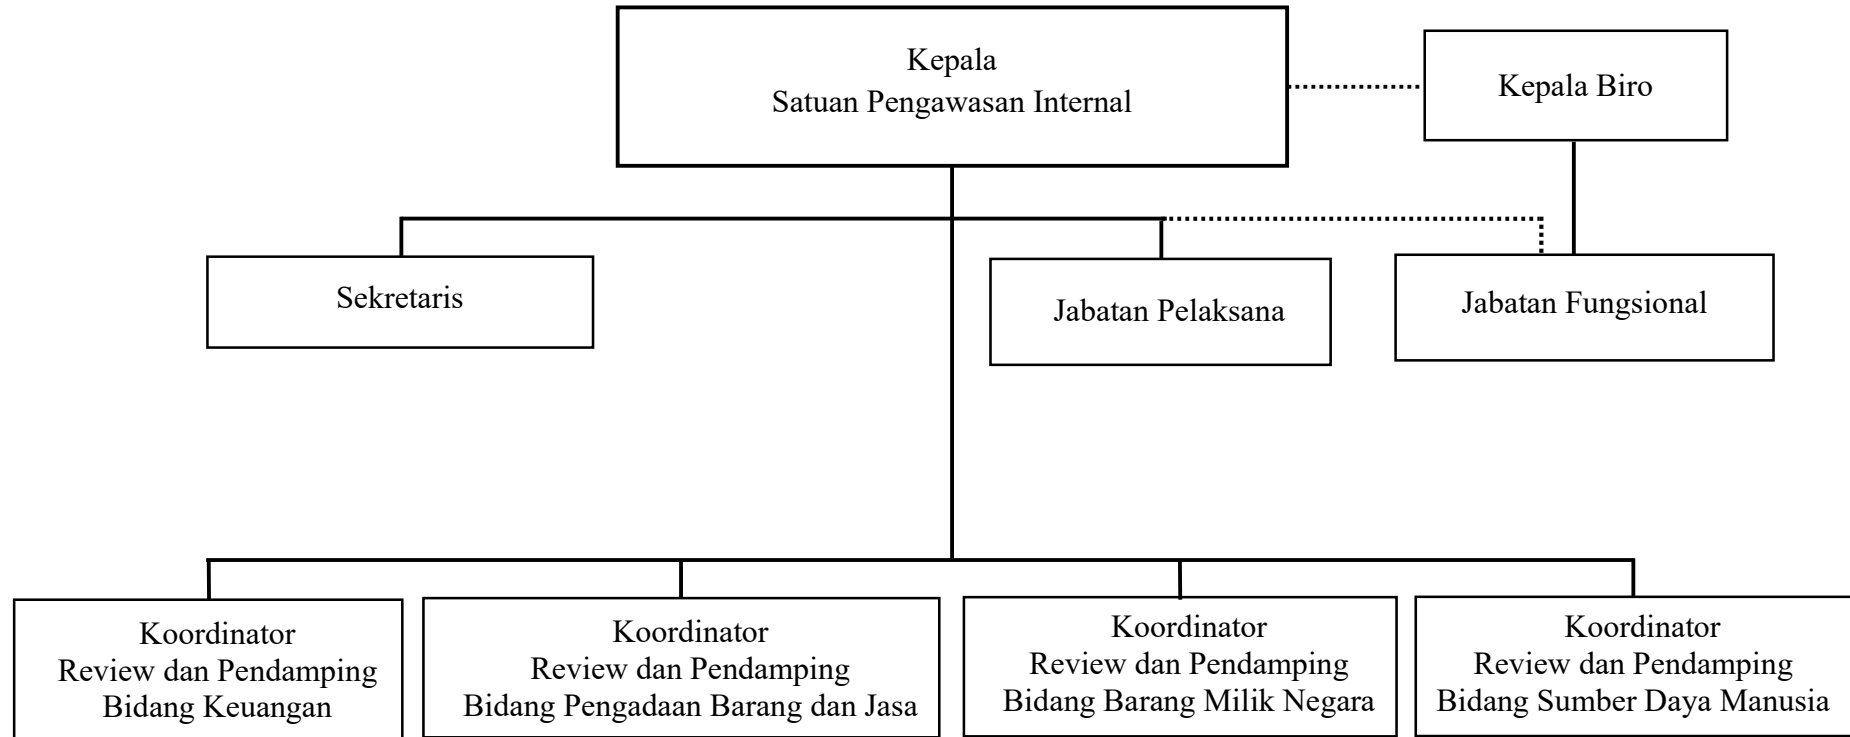 Kepala
Satuan Pengawasan Internal
Kepala Biro
Sekretaris
Jabatan Pelaksana
Jabatan Fungsional
Koordinator
Review dan Pendamping
Bidang Keuangan
Koordinator
Review dan Pendamping
Bidang Pengadaan Barang dan Jasa
Koordinator
Review dan Pendamping
Bidang Barang Milik Negara
Koordinator
Review dan Pendamping
Bidang Sumber Daya Manusia